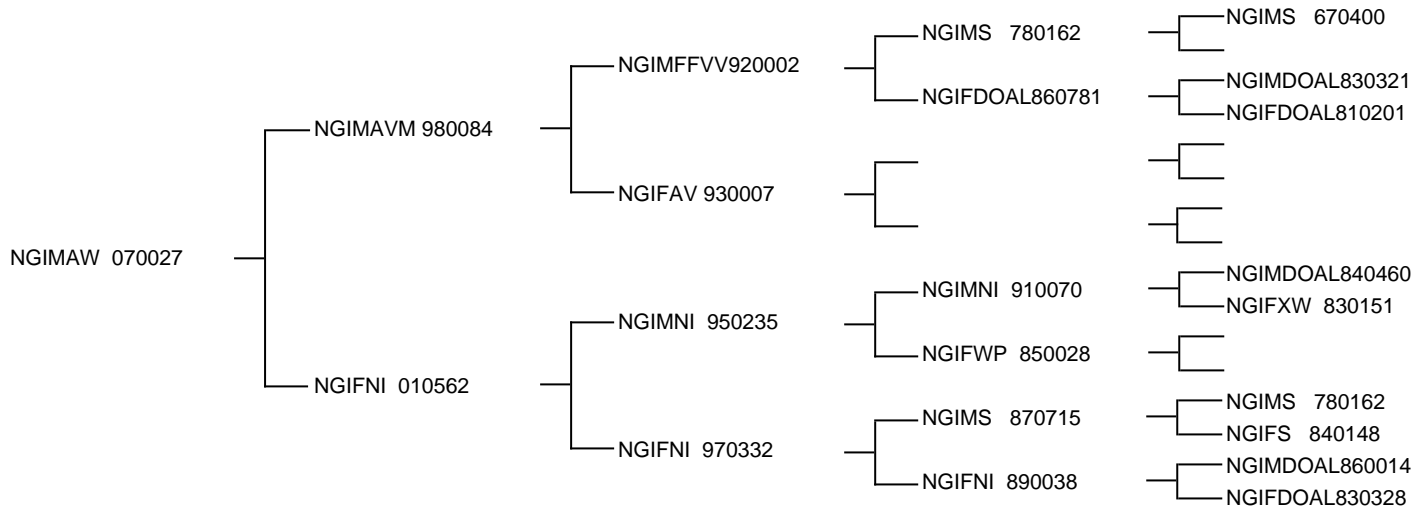 NGIMS 670400
NGIMS 780162
NGIMFFVV920002
NGIMDOAL830321
NGIFDOAL860781
NGIFDOAL810201
NGIMAVM 980084
NGIFAV 930007
NGIMAW 070027
NGIMDOAL840460
NGIMNI 910070
NGIFXW 830151
NGIMNI 950235
NGIFWP 850028
NGIFNI 010562
NGIMS 780162
NGIMS 870715
NGIFS 840148
NGIFNI 970332
NGIMDOAL860014
NGIFNI 890038
NGIFDOAL830328